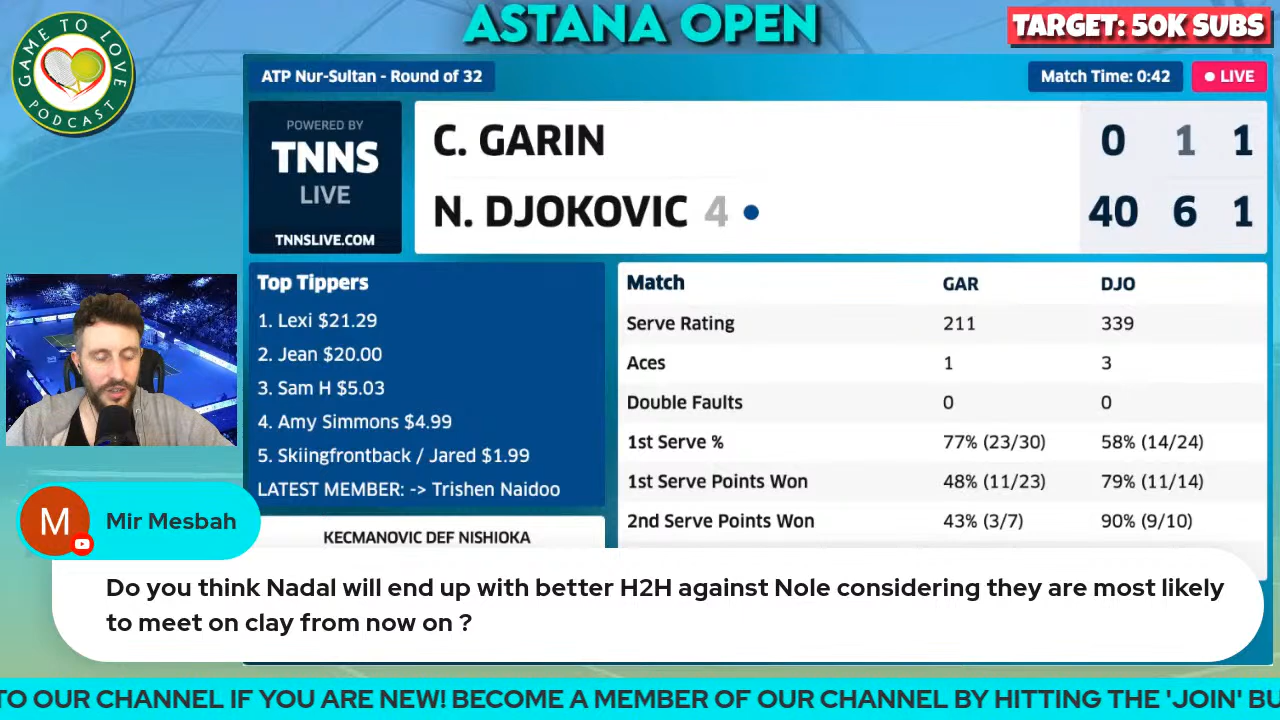 GAME TO LOVE
PODCAST
ASTANA OPEN
TARGET: 50K SUBS
ATP Nur-Sultan - Round of 32
Match Time: 0:42
LIVE
POWERED BY
TNNS
LIVE
TNNSLIVE.COM
C. GARIN 0 1 1
N. DJOKOVIC 4 40 6 1
Top Tippers
1. Lexi $21.29
2. Jean $20.00
3. Sam H $5.03
4. Amy Simmons $4.99
5. Skiingfrontback / Jared $1.99
LATEST MEMBER: -> Trishen Naidoo
KECMANOVIC DEF NISHIOKA
Match GAR DJO
Serve Rating 211 339
Aces 1 3
Double Faults 0 0
1st Serve % 77% (23/30) 58% (14/24)
1st Serve Points Won 48% (11/23) 79% (11/14)
2nd Serve Points Won 43% (3/7) 90% (9/10)
M
Mir Mesbah
Do you think Nadal will end up with better H2H against Nole considering they are most likely
to meet on clay from now on ?
TO OUR CHANNEL IF YOU ARE NEW! BECOME A MEMBER OF OUR CHANNEL BY HITTING THE 'JOIN' BU